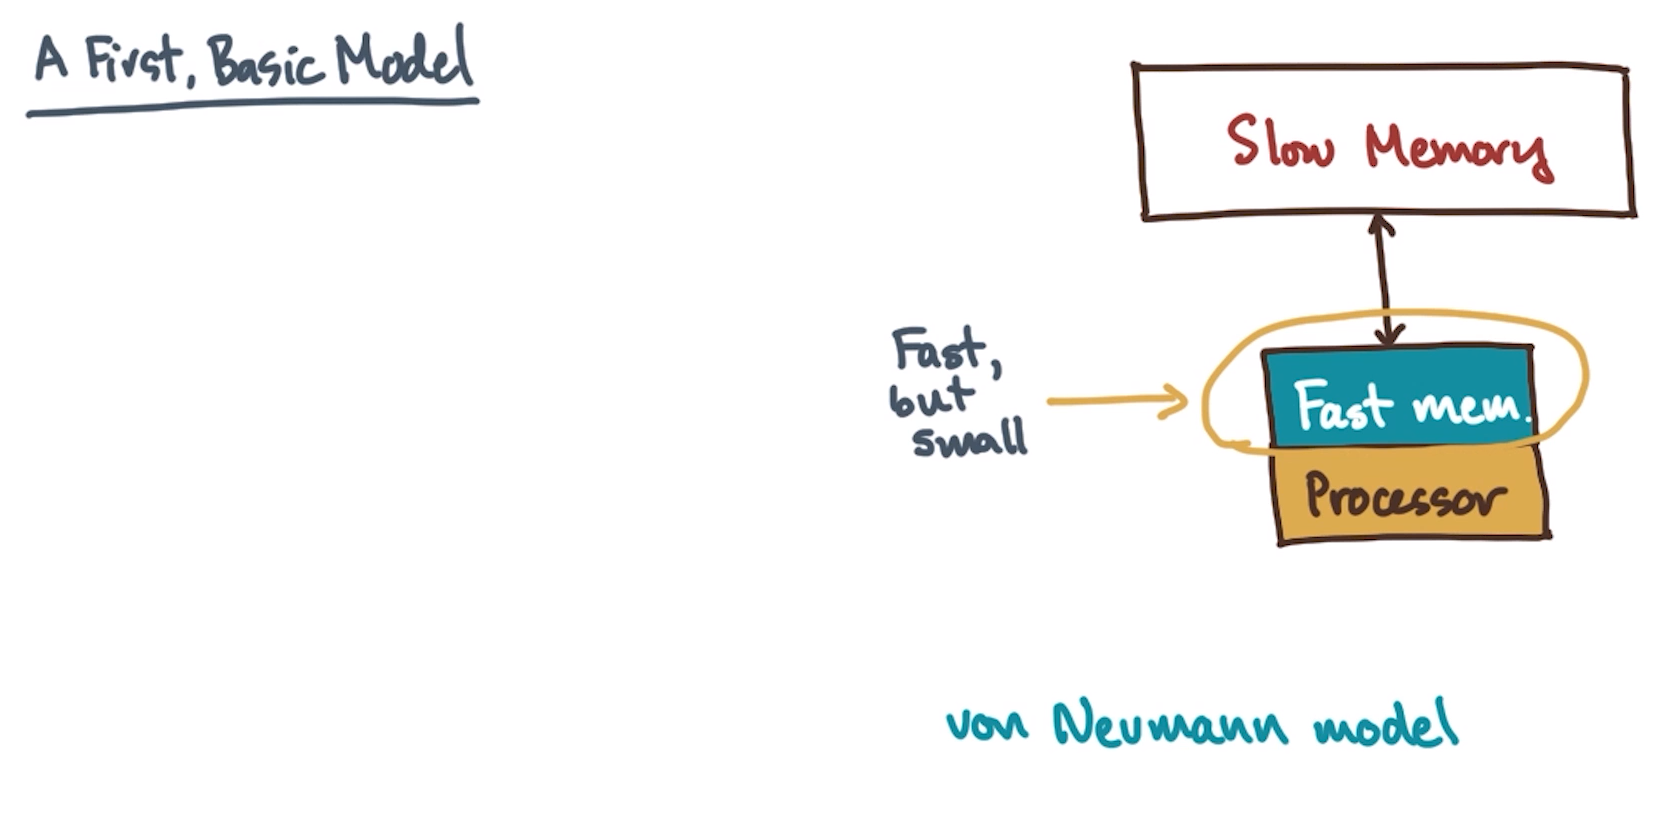 A First, Basic Model
Slow Memory
Fast,
but
small
Fast mem.
Processor
von Neumann model